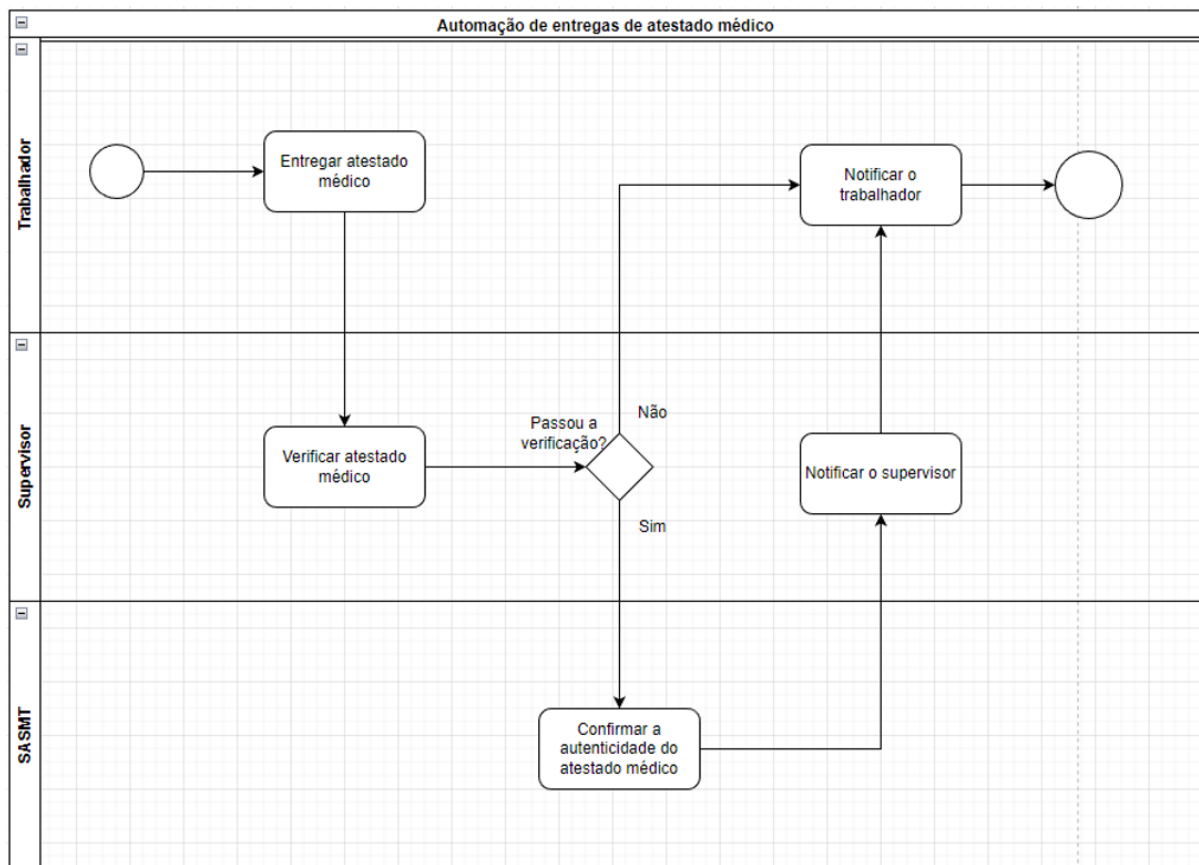 Automação de entregas de atestado médico
Trabalhador
Entregar atestado
médico
Notificar o
trabalhador
Supervisor
Verificar atestado
médico
Passou a
verificação?
Não
Sim
Notificar o supervisor
SASMT
Confirmar a
autenticidade do
atestado médico